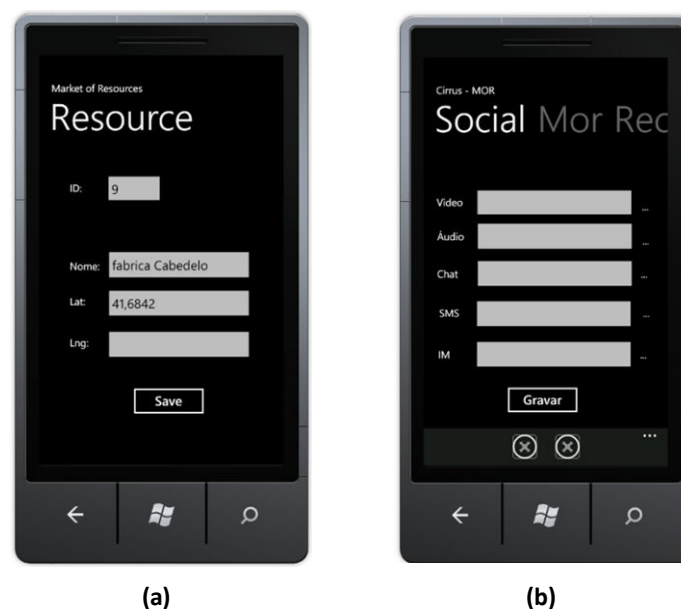 Market of Resources
Resource
ID: 9
Nome: fabrica Cabedelo
Lat: 41,6842
Lng:
Save
(a)
Cirrus - MOR
Social Mor Rec
Video ...
Áudio ...
Chat ...
SMS ...
IM ...
Gravar
...
(b)